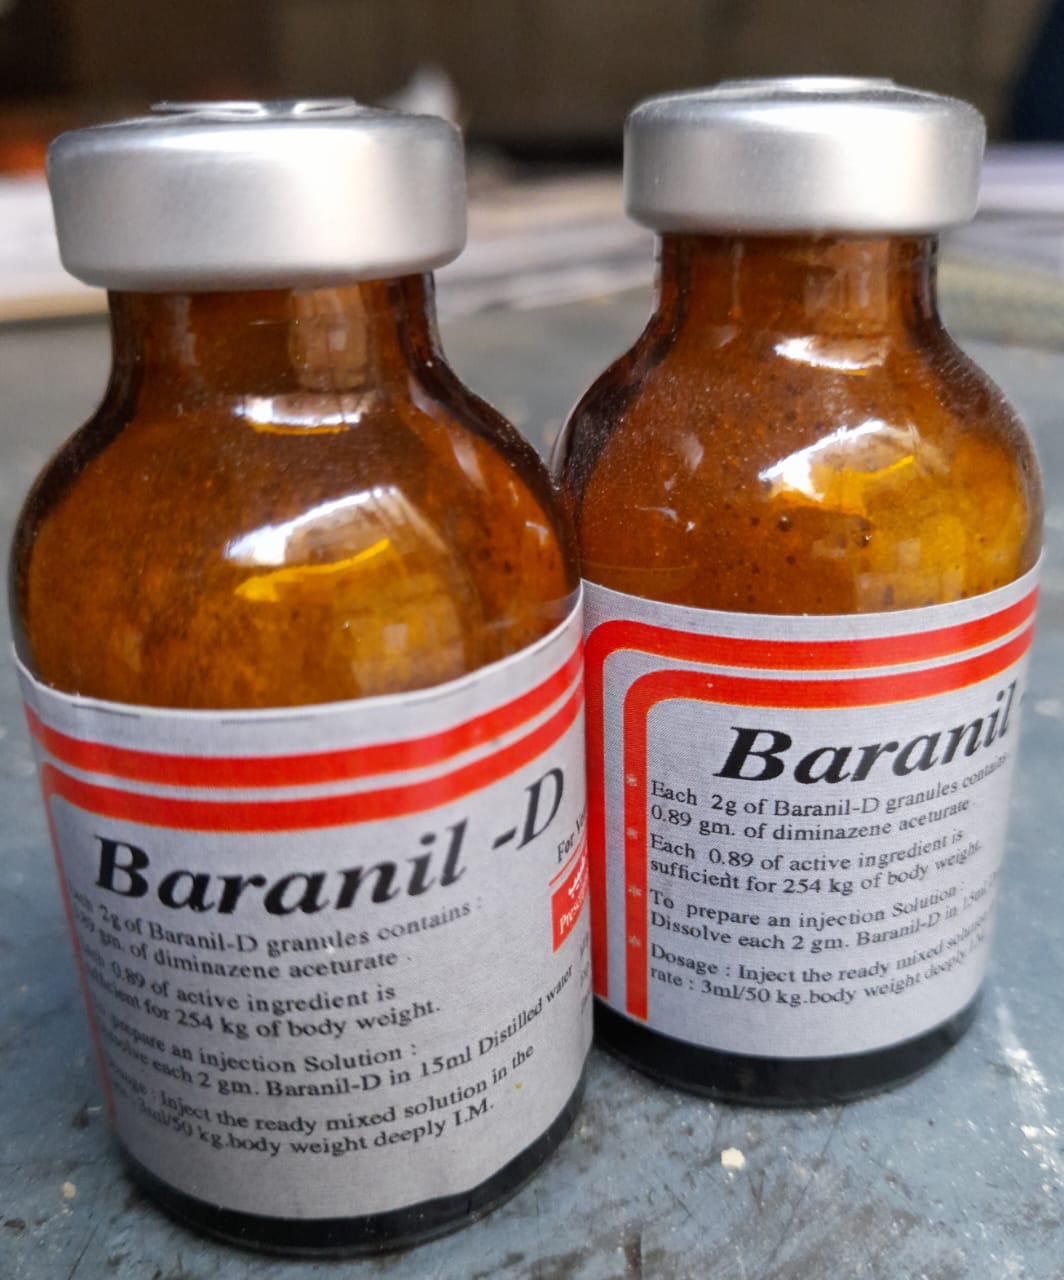 Baranil -D
2g of Baranil-D granules contains :
gm. of diminazene aceturate .
0.89 of active ingredient is
for 254 kg of body weight.
prepare an injection Solution :
each 2 gm. Baranil-D in 15ml Distilled water
: Inject the ready mixed solution in the
3ml/50 kg.body weight deeply I.M.
For
Baranil
* Each 2g of Baranil-D granules contains
0.89 gm. of diminazene aceturate .
* Each 0.89 of active ingredient is
sufficient for 254 kg of body weight.
* To prepare an injection Solution :
Dissolve each 2 gm. Baranil-D in 15ml
* Dosage : Inject the ready mixed solution
rate : 3ml/50 kg.body weight deeply